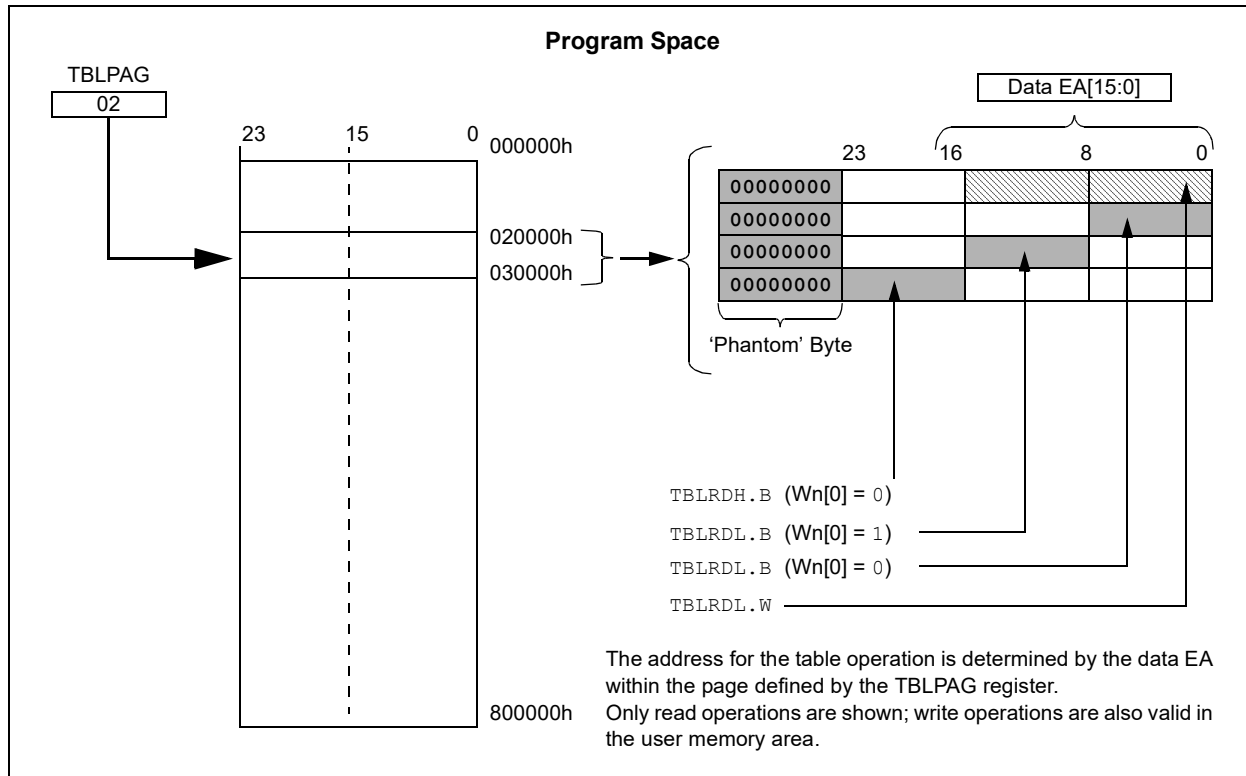 Program Space
TBLPAG
02
Data EA[15:0]
23 15 0
000000h
23 16 8 0
00000000
00000000
020000h
00000000
030000h
00000000
‘Phantom’ Byte
TBLRDH.B (Wn[0] = 0)
TBLRDL.B (Wn[0] = 1)
TBLRDL.B (Wn[0] = 0)
TBLRDL.W
The address for the table operation is determined by the data EA
within the page defined by the TBLPAG register.
800000h
Only read operations are shown; write operations are also valid in
the user memory area.